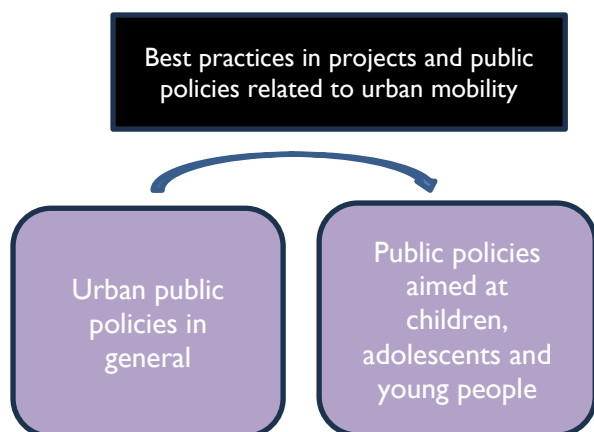 Best practices in projects and public
policies related to urban mobility
Urban public
policies in
general
Public policies
aimed at
children,
adolescents and
young people